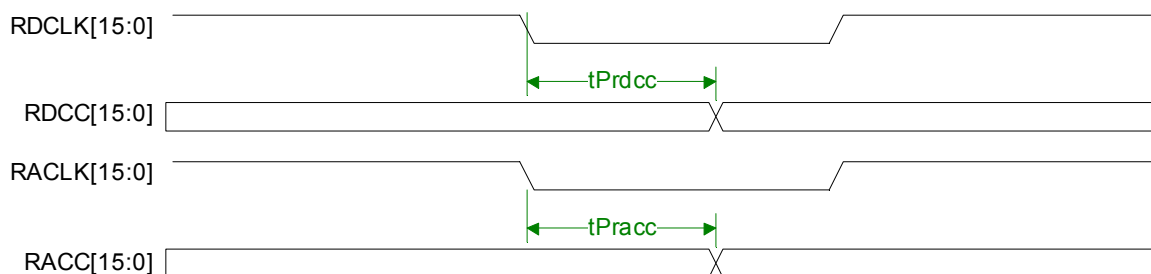 RDCLK[15:0]
tPrdcc
RDCC[15:0]
RACLK[15:0]
tPracc
RACC[15:0]